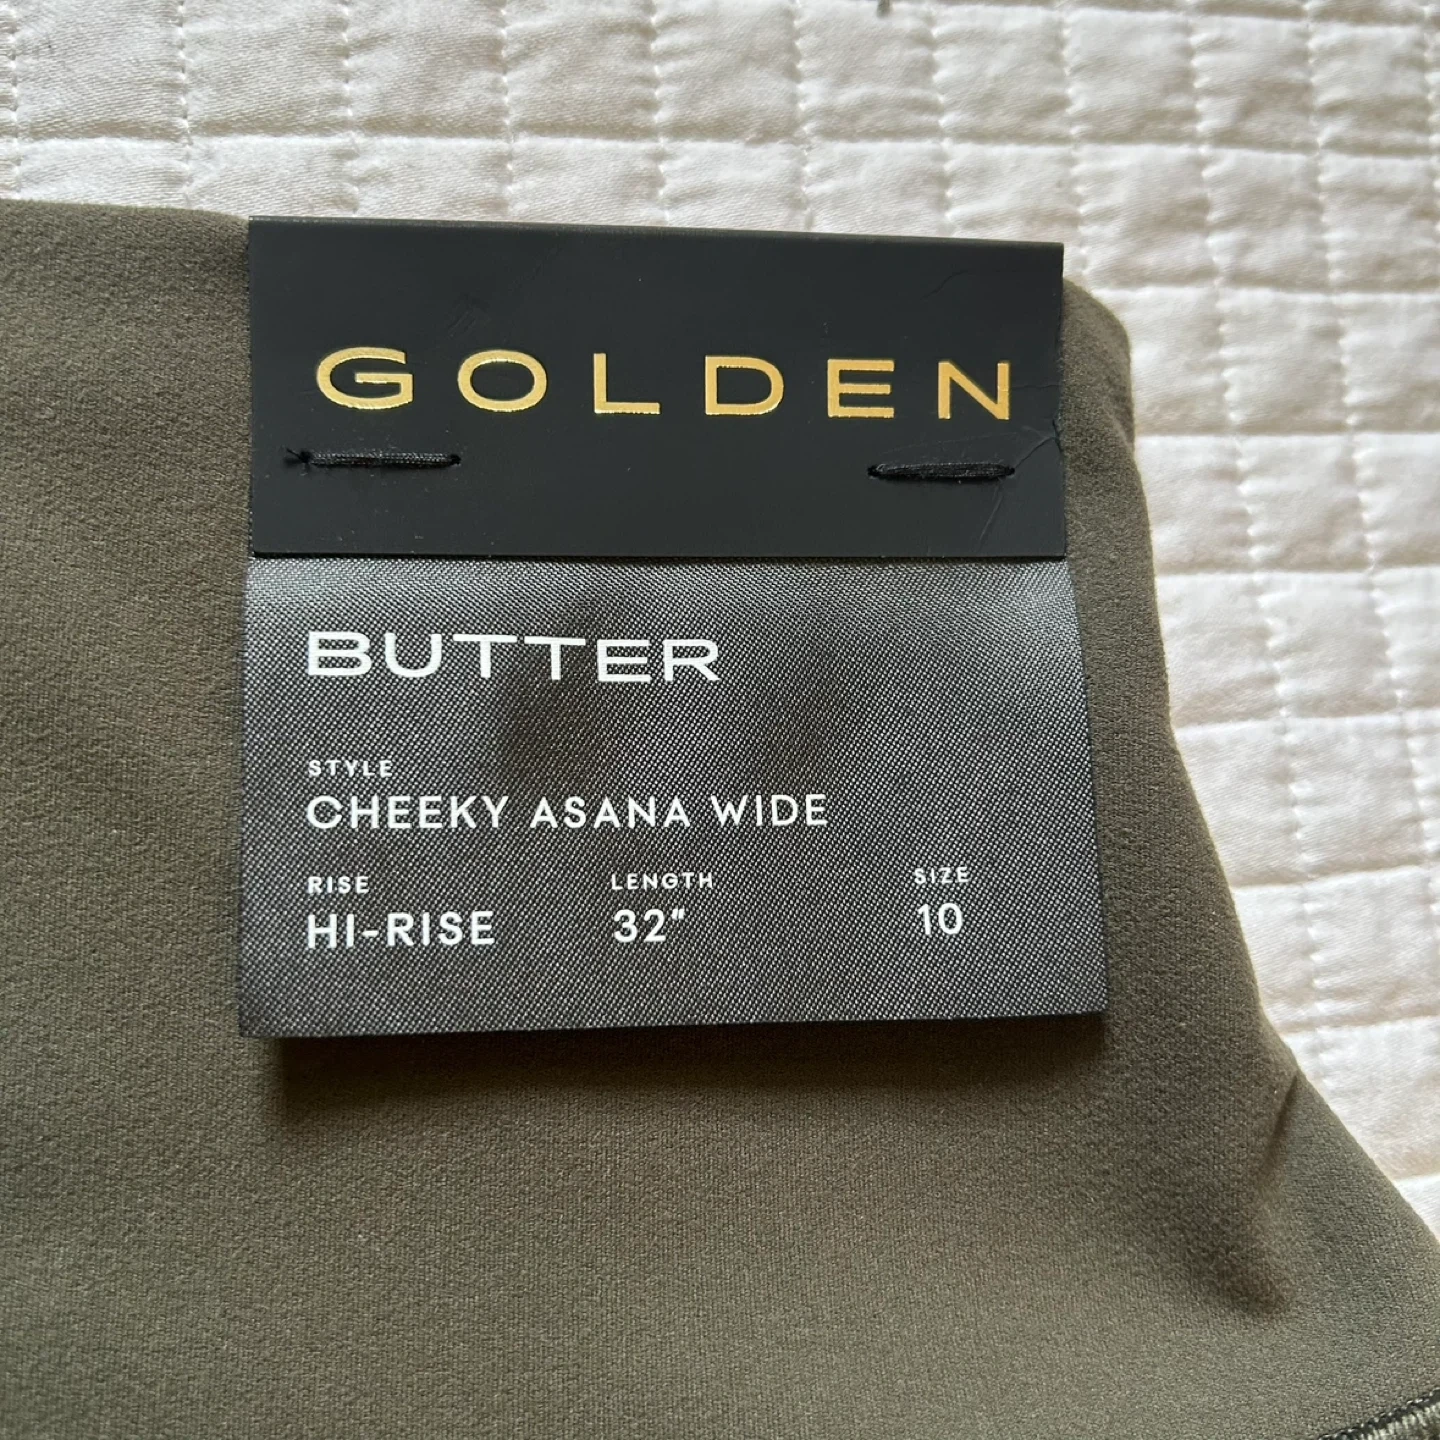 GOLDEN
BUTTER
STYLE
CHEEKY ASANA WIDE
RISE LENGTH SIZE
HI-RISE 32" 10